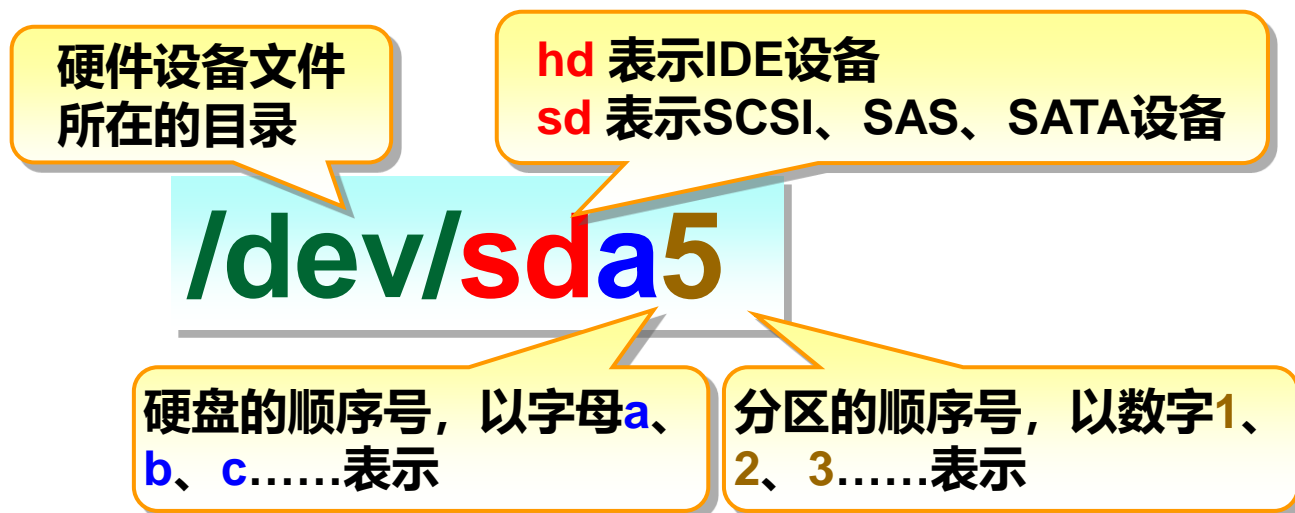 硬件设备文件
所在的目录
hd 表示IDE设备
sd 表示SCSI、SAS、SATA设备
/dev/sda5
硬盘的顺序号，以字母a、
b、c……表示
分区的顺序号，以数字1、
2、3……表示